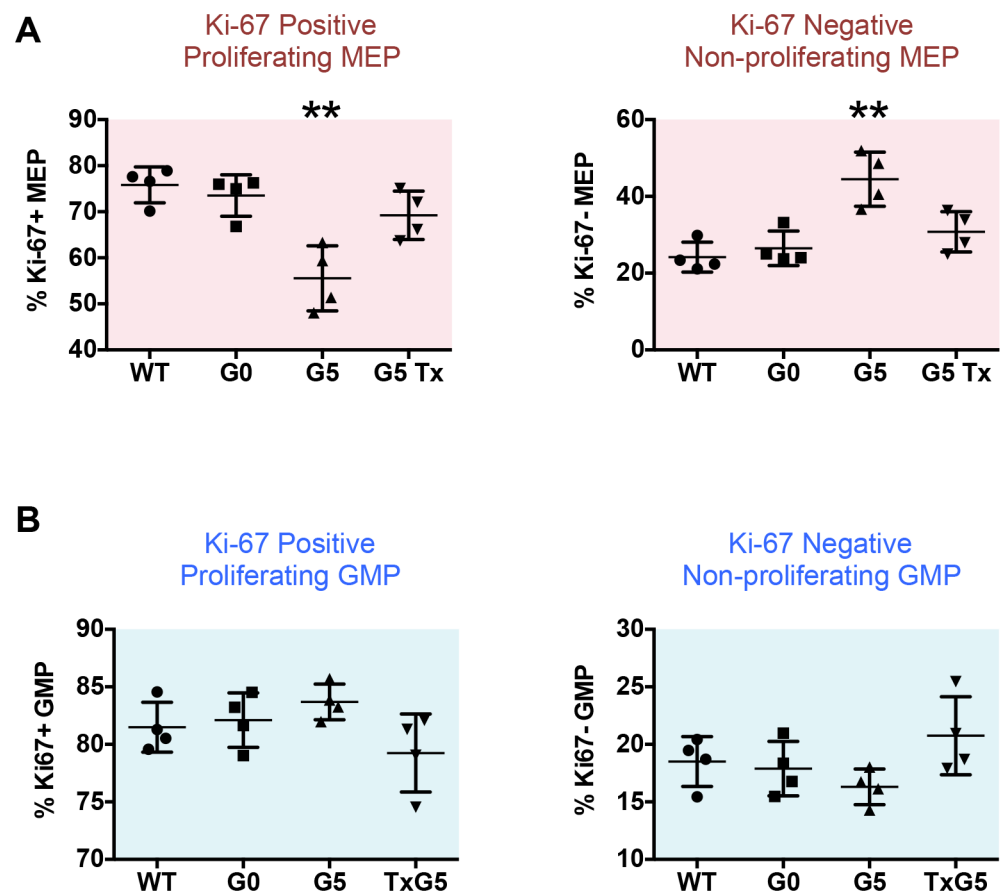 A
Ki-67 Positive
Proliferating MEP
% Ki-67+ MEP
90
80
70
60
50
40
**
WT G0 G5 G5 Tx
Ki-67 Negative
Non-proliferating MEP
% Ki-67- MEP
60
40
20
0
**
WT G0 G5 G5 Tx
B
Ki-67 Positive
Proliferating GMP
% Ki67+ GMP
90
85
80
75
70
WT G0 G5 TxG5
Ki-67 Negative
Non-proliferating GMP
% Ki67- GMP
30
25
20
15
10
WT G0 G5 TxG5